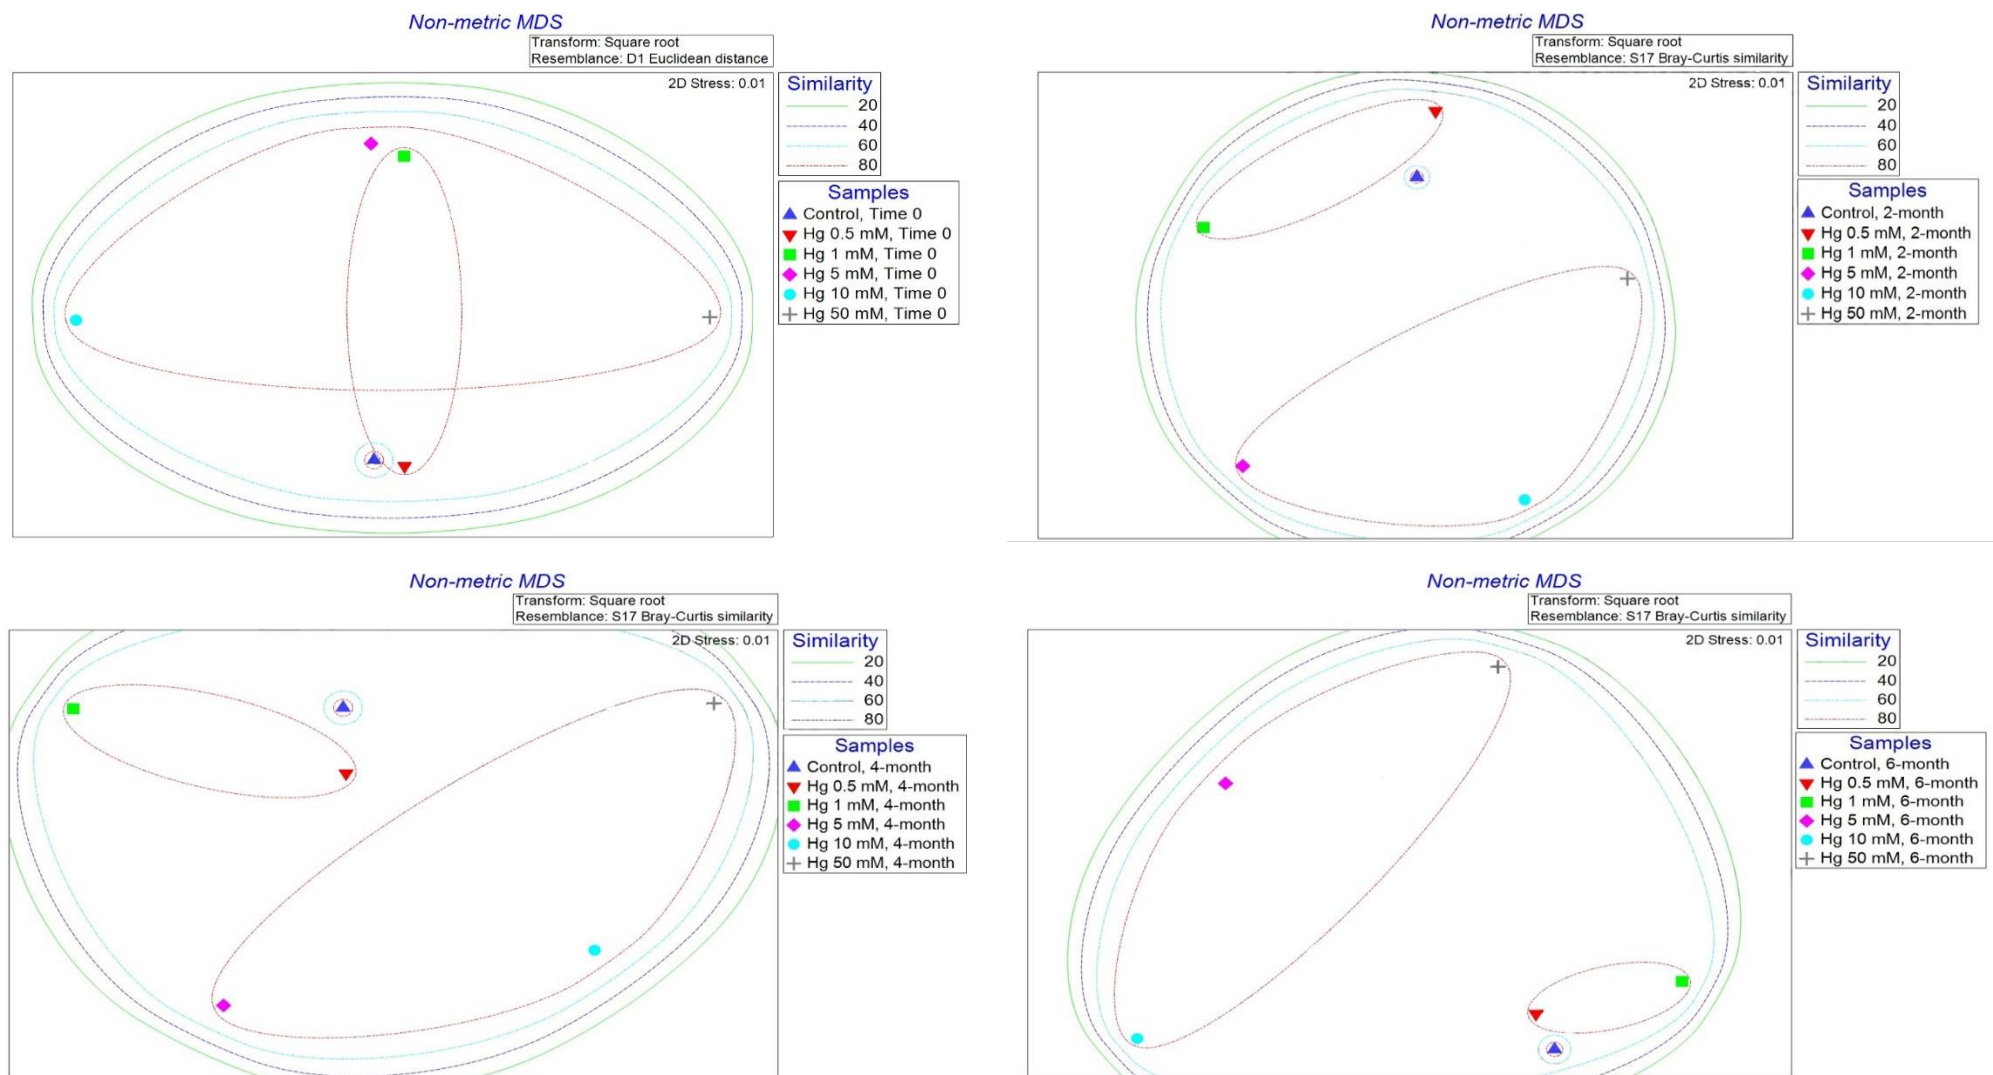 Non-metric MDS
Transform: Square root
Resemblance: D1 Euclidean distance
2D Stress: 0.01
Similarity
20
40
60
80
Samples
Control, Time 0
Hg 0.5 mM, Time 0
Hg 1 mM, Time 0
Hg 5 mM, Time 0
Hg 10 mM, Time 0
Hg 50 mM, Time 0
Non-metric MDS
Transform: Square root
Resemblance: S17 Bray-Curtis similarity
2D Stress: 0.01
Similarity
20
40
60
80
Samples
Control, 2-month
Hg 0.5 mM, 2-month
Hg 1 mM, 2-month
Hg 5 mM, 2-month
Hg 10 mM, 2-month
Hg 50 mM, 2-month
Non-metric MDS
Transform: Square root
Resemblance: S17 Bray-Curtis similarity
2D Stress: 0.01
Similarity
20
40
60
80
Samples
Control, 4-month
Hg 0.5 mM, 4-month
Hg 1 mM, 4-month
Hg 5 mM, 4-month
Hg 10 mM, 4-month
Hg 50 mM, 4-month
Non-metric MDS
Transform: Square root
Resemblance: S17 Bray-Curtis similarity
2D Stress: 0.01
Similarity
20
40
60
80
Samples
Control, 6-month
Hg 0.5 mM, 6-month
Hg 1 mM, 6-month
Hg 5 mM, 6-month
Hg 10 mM, 6-month
Hg 50 mM, 6-month